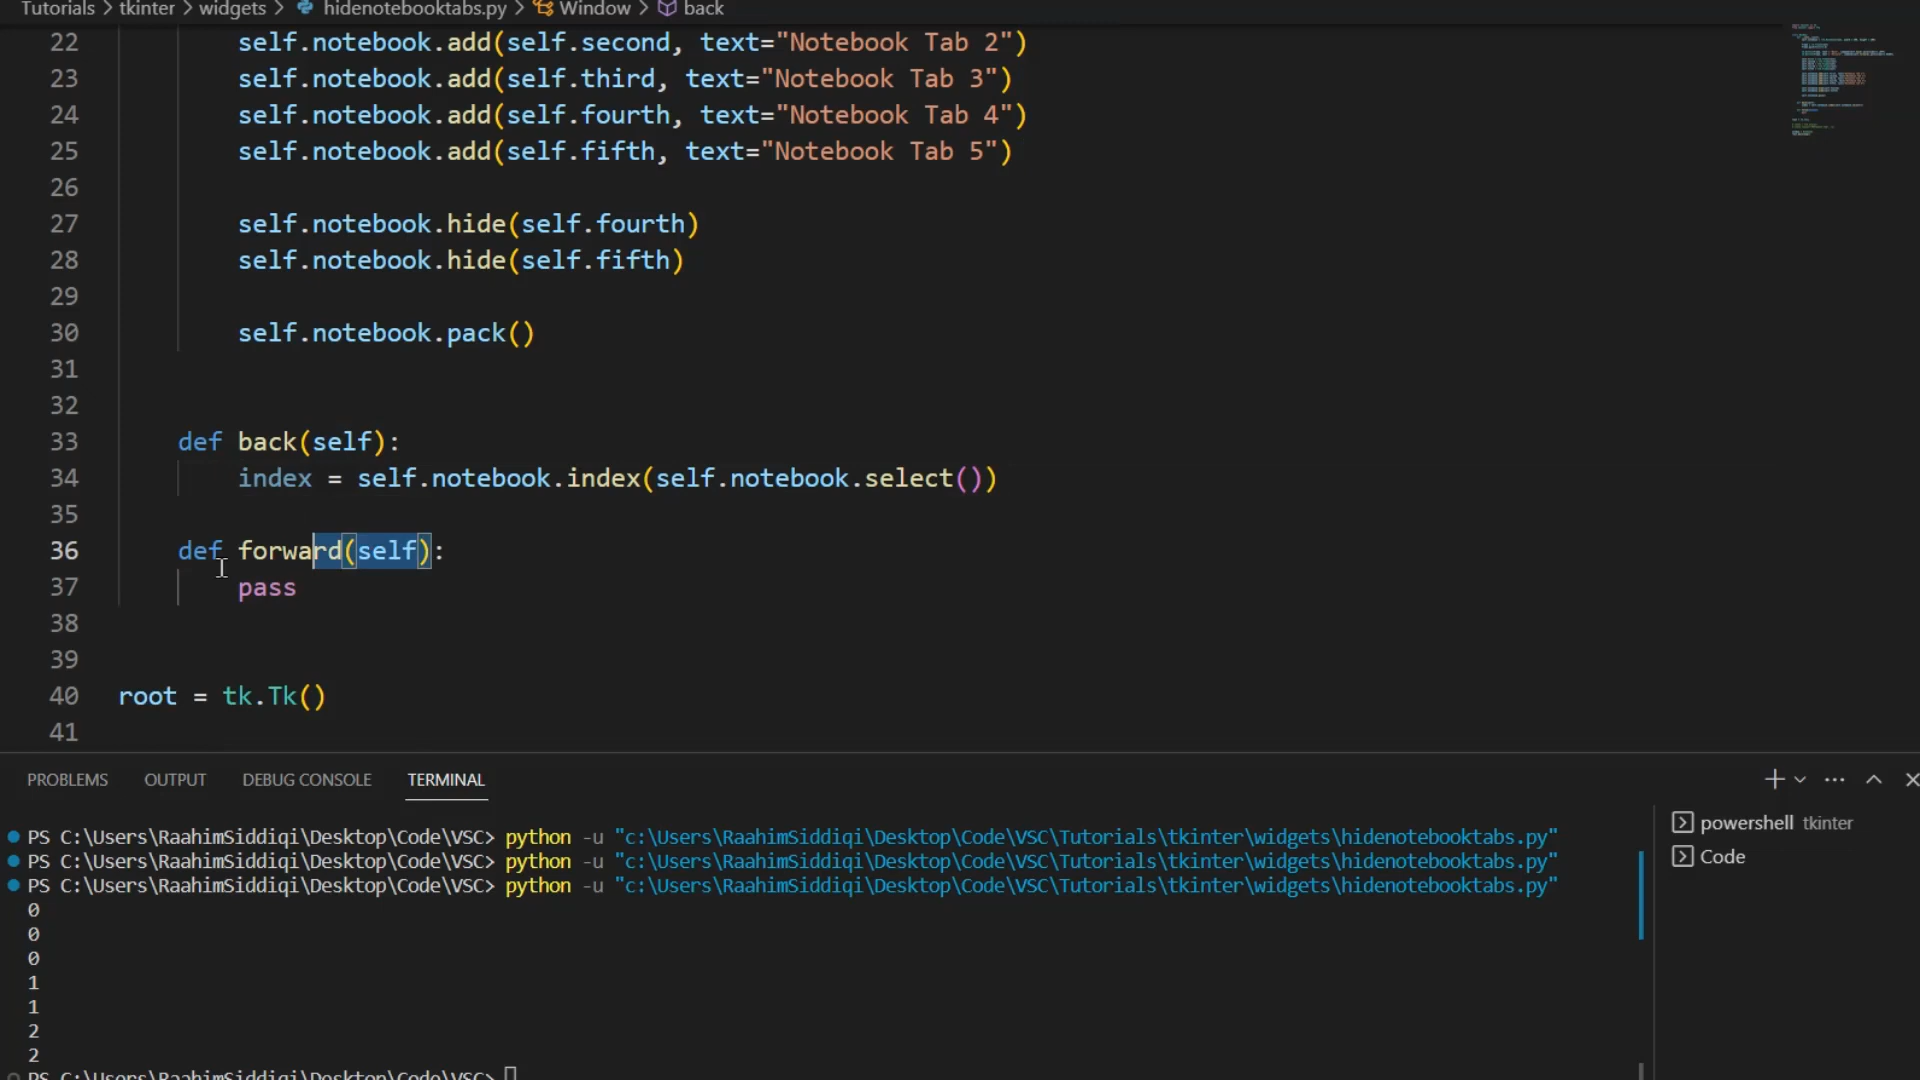 Tutorials > tkinter > widgets > hidenotebooktabs.py > Window > back
22 self.notebook.add(self.second, text="Notebook Tab 2")
23 self.notebook.add(self.third, text="Notebook Tab 3")
24 self.notebook.add(self.fourth, text="Notebook Tab 4")
25 self.notebook.add(self.fifth, text="Notebook Tab 5")
26
27 self.notebook.hide(self.fourth)
28 self.notebook.hide(self.fifth)
29
30 self.notebook.pack()
31
32
33 def back(self):
34 index = self.notebook.index(self.notebook.select())
35
36 def forward(self):
37 pass
38
39
40 root = tk.Tk()
41
PROBLEMS OUTPUT DEBUG CONSOLE TERMINAL
PS C:\Users\RaahimSiddiqi\Desktop\Code\VSC> python -u "c:\Users\RaahimSiddiqi\Desktop\Code\VSC\Tutorials\tkinter\widgets\hidenotebooktabs.py"
PS C:\Users\RaahimSiddiqi\Desktop\Code\VSC> python -u "c:\Users\RaahimSiddiqi\Desktop\Code\VSC\Tutorials\tkinter\widgets\hidenotebooktabs.py"
PS C:\Users\RaahimSiddiqi\Desktop\Code\VSC> python -u "c:\Users\RaahimSiddiqi\Desktop\Code\VSC\Tutorials\tkinter\widgets\hidenotebooktabs.py"
0
0
0
1
1
2
2
PS C:\Users\RaahimSiddiqi\Desktop\Code\VSC>
powershell tkinter
Code